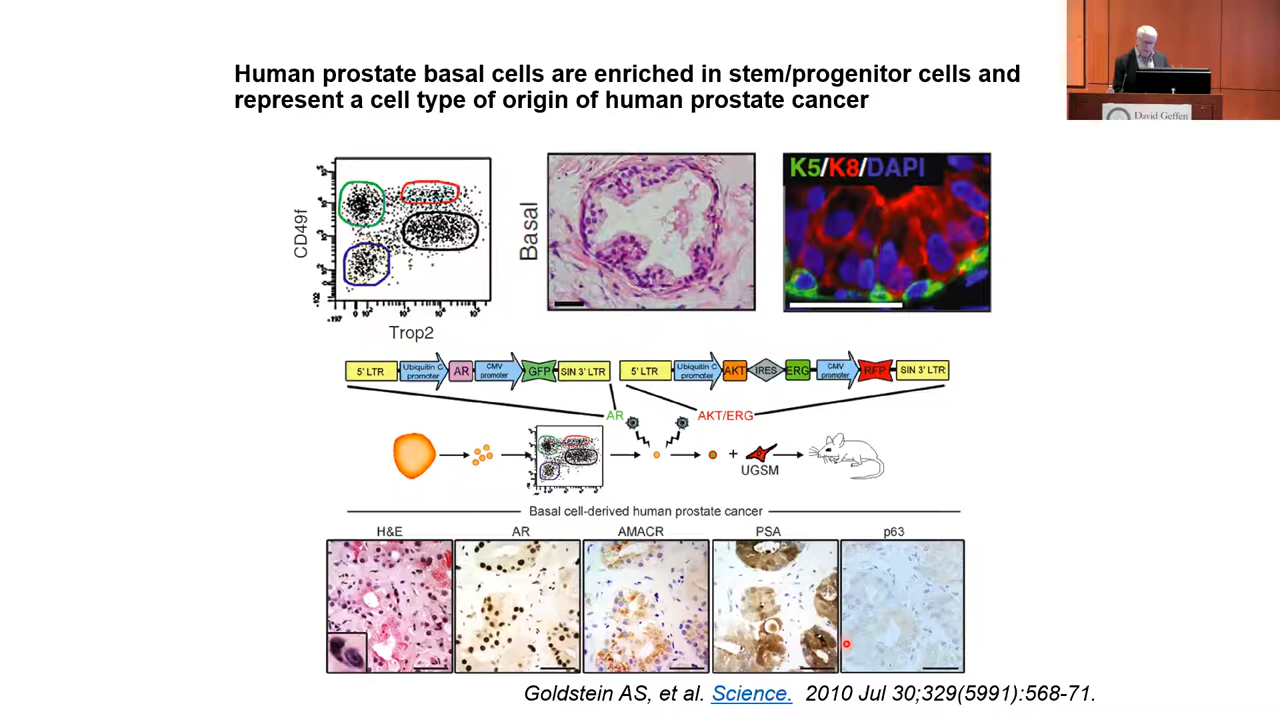 David Geffen
Human prostate basal cells are enriched in stem/progenitor cells and
represent a cell type of origin of human prostate cancer
CD49f
Trop2
Basal
K5/K8/DAPI
5' LTR
Ubiquitin C promoter
AR
CMV promoter
GFP
SIN 3' LTR
5' LTR
Ubiquitin C promoter
AKT
IRES
ERG
CMV promoter
RFP
SIN 3' LTR
AR
AKT/ERG
+
UGSM
Basal cell-derived human prostate cancer
H&E
AR
AMACR
PSA
p63
Goldstein AS, et al. Science. 2010 Jul 30;329(5991):568-71.